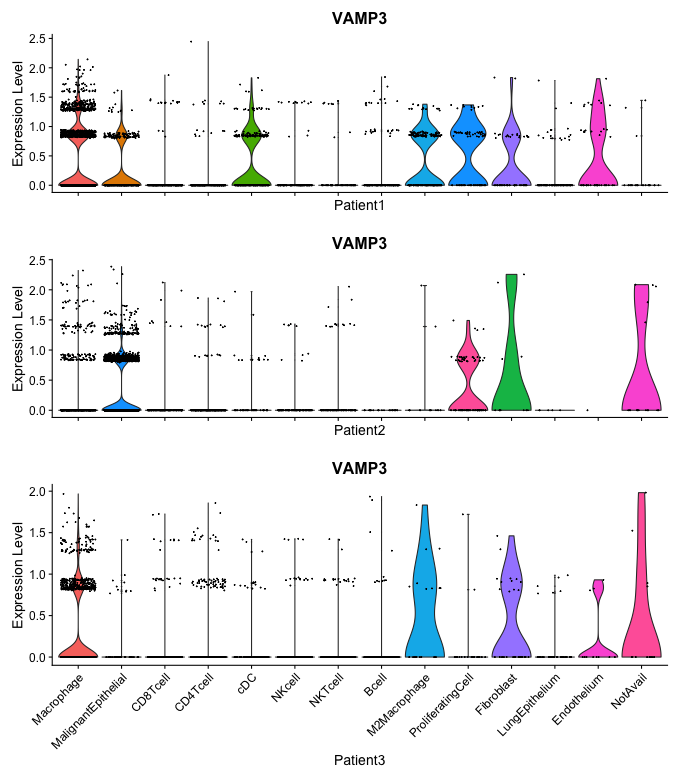 VAMP3
Expression Level
2.5
2.0
1.5
1.0
0.5
0.0
Patient1
VAMP3
Expression Level
2.5
2.0
1.5
1.0
0.5
0.0
Patient2
VAMP3
Expression Level
2.0
1.5
1.0
0.5
0.0
Macrophage
MalignantEpithelial
CD8Tcell
CD4Tcell
cDC
NKcell
NKTcell
Bcell
M2Macrophage
ProliferatingCell
Fibroblast
LungEpithelium
Endothelium
NotAvail
Patient3